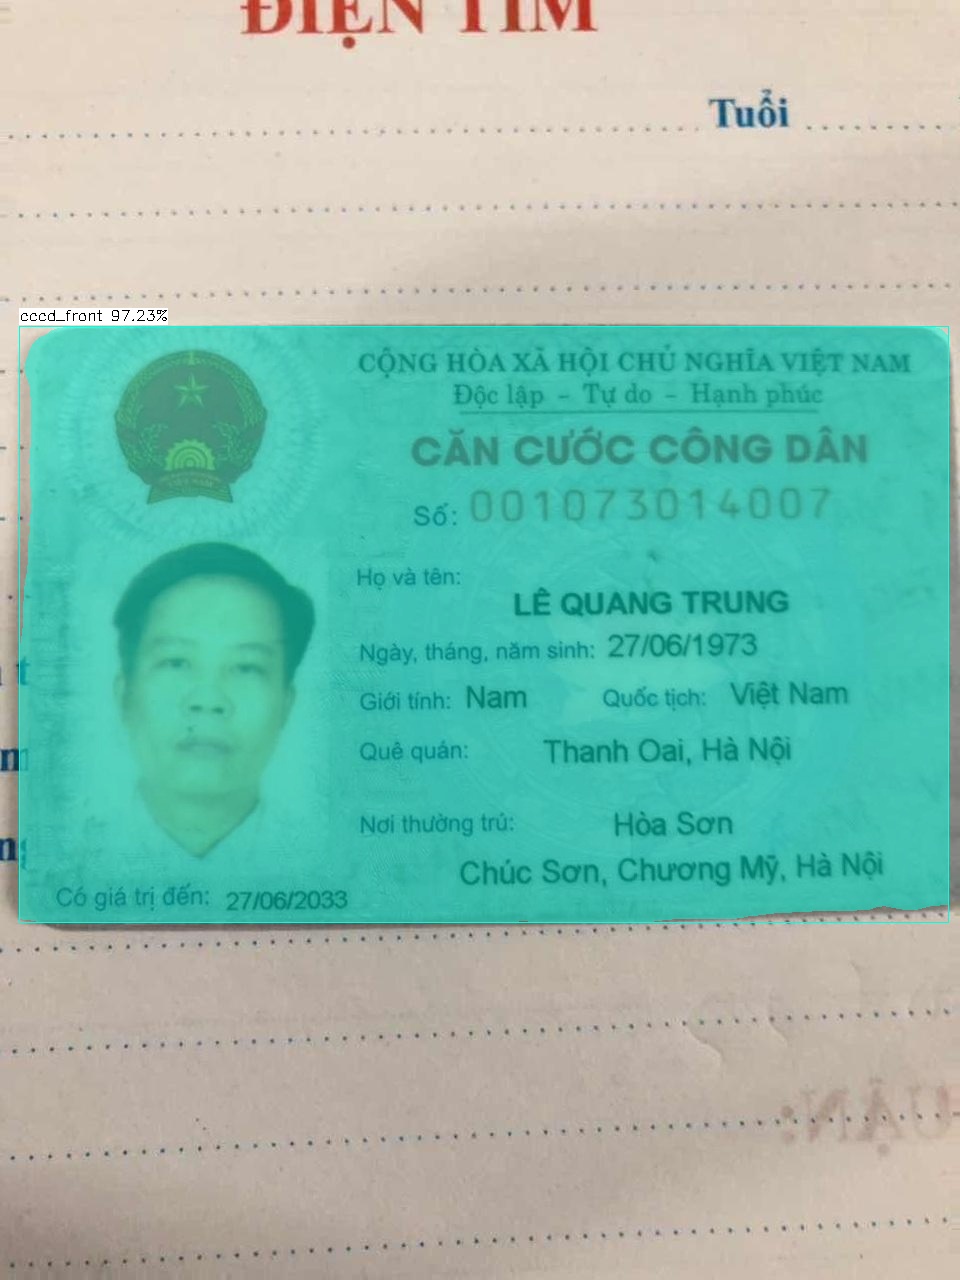 ĐIỆN TIM
Tuổi
cccd_front 97.23%
CỘNG HÒA XÃ HỘI CHỦ NGHĨA VIỆT NAM
Độc lập - Tự do - Hạnh phúc
CĂN CƯỚC CÔNG DÂN
Số: 001073014007
Họ và tên:
LÊ QUANG TRUNG
Ngày, tháng, năm sinh: 27/06/1973
Giới tính: Nam Quốc tịch: Việt Nam
Quê quán: Thanh Oai, Hà Nội
Nơi thường trú: Hòa Sơn
Chúc Sơn, Chương Mỹ, Hà Nội
Có giá trị đến: 27/06/2033